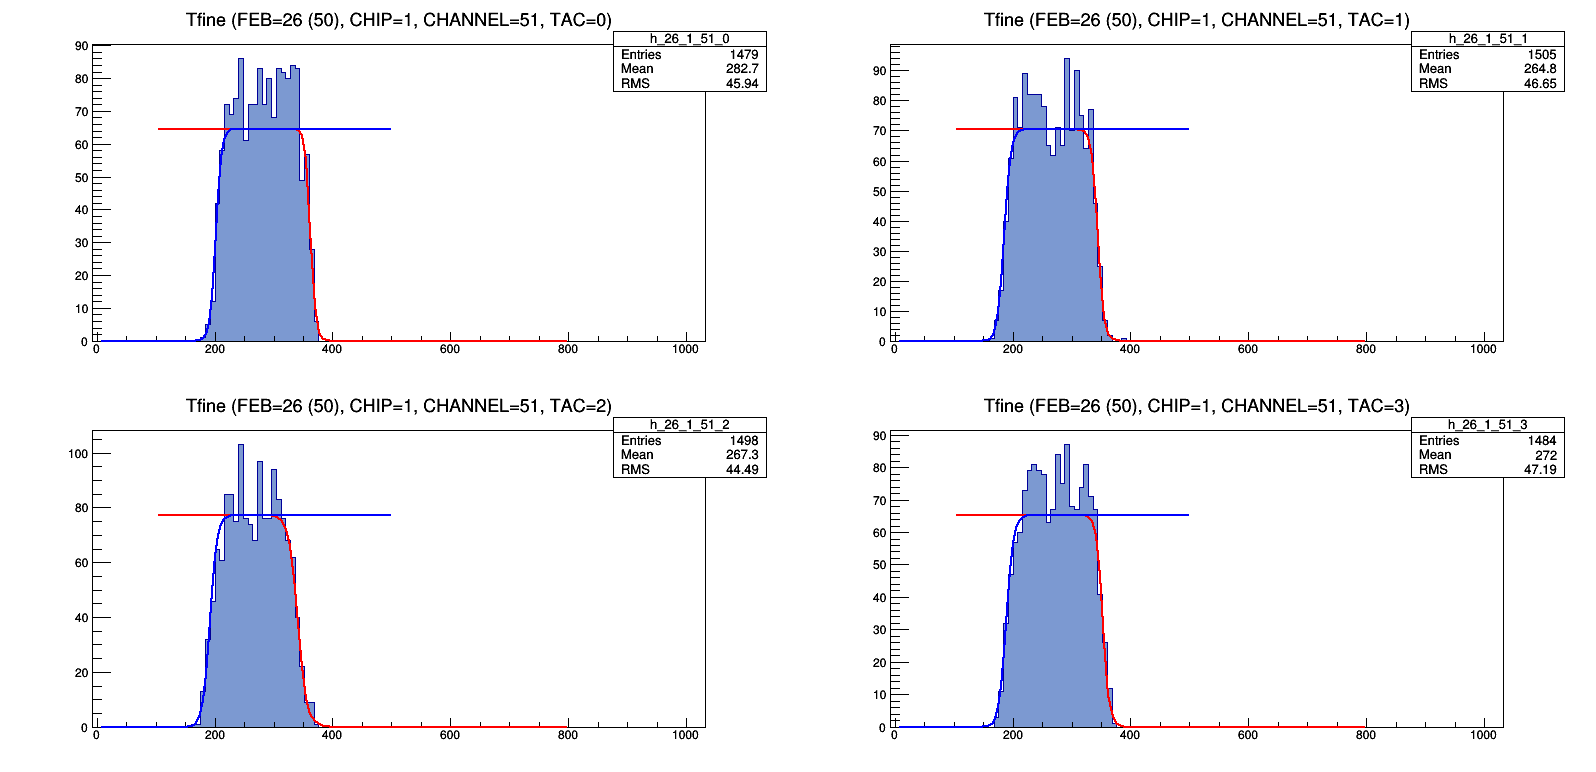 Tfine (FEB=26 (50), CHIP=1, CHANNEL=51, TAC=0)
h_26_1_51_0
Entries 1479
Mean 282.7
RMS 45.94
90
80
70
60
50
40
30
20
10
0
0 200 400 600 800 1000
Tfine (FEB=26 (50), CHIP=1, CHANNEL=51, TAC=1)
h_26_1_51_1
Entries 1505
Mean 264.8
RMS 46.65
90
80
70
60
50
40
30
20
10
0
0 200 400 600 800 1000
Tfine (FEB=26 (50), CHIP=1, CHANNEL=51, TAC=2)
h_26_1_51_2
Entries 1498
Mean 267.3
RMS 44.49
100
80
60
40
20
0
0 200 400 600 800 1000
Tfine (FEB=26 (50), CHIP=1, CHANNEL=51, TAC=3)
h_26_1_51_3
Entries 1484
Mean 272
RMS 47.19
90
80
70
60
50
40
30
20
10
0
0 200 400 600 800 1000